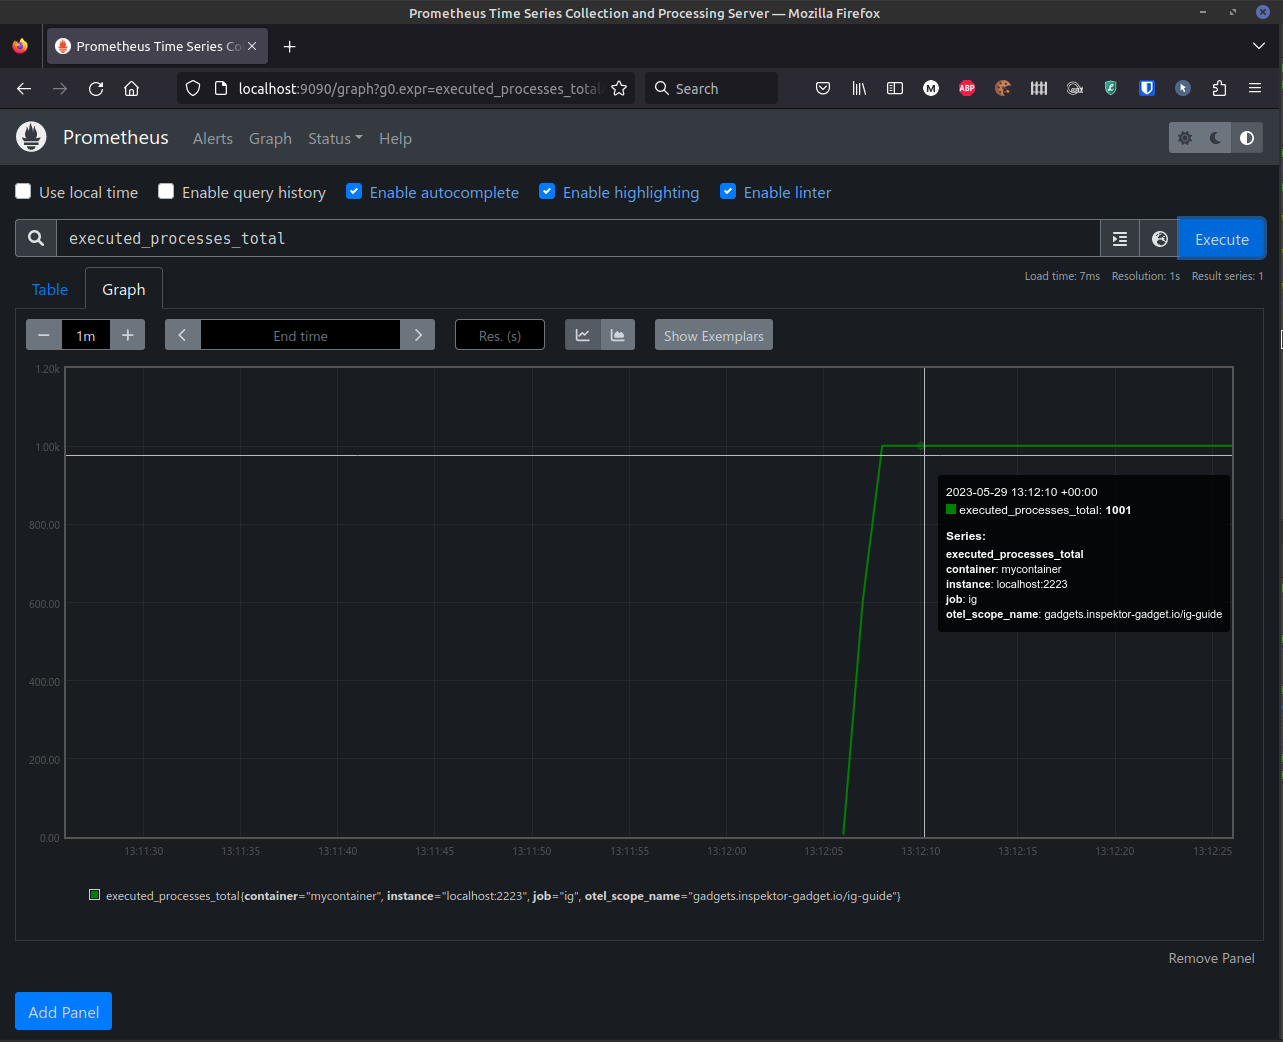 Prometheus Time Series Collection and Processing Server — Mozilla Firefox
Prometheus Time Series Co
localhost:9090/graph?g0.expr=executed_processes_total
Search
M
ABP
Prometheus
Alerts
Graph
Status
Help
Use local time
Enable query history
Enable autocomplete
Enable highlighting
Enable linter
executed_processes_total
Execute
Load time: 7ms Resolution: 1s Result series: 1
Table
Graph
1m
End time
Res. (s)
Show Exemplars
1.20k
1.00k
800.00
600.00
400.00
200.00
0.00
2023-05-29 13:12:10 +00:00
executed_processes_total: 1001
Series:
executed_processes_total
container: mycontainer
instance: localhost:2223
job: ig
otel_scope_name: gadgets.inspektor-gadget.io/ig-guide
13:11:30 13:11:35 13:11:40 13:11:45 13:11:50 13:11:55 13:12:00 13:12:05 13:12:10 13:12:15 13:12:20 13:12:25
executed_processes_total{container="mycontainer", instance="localhost:2223", job="ig", otel_scope_name="gadgets.inspektor-gadget.io/ig-guide"}
Remove Panel
Add Panel